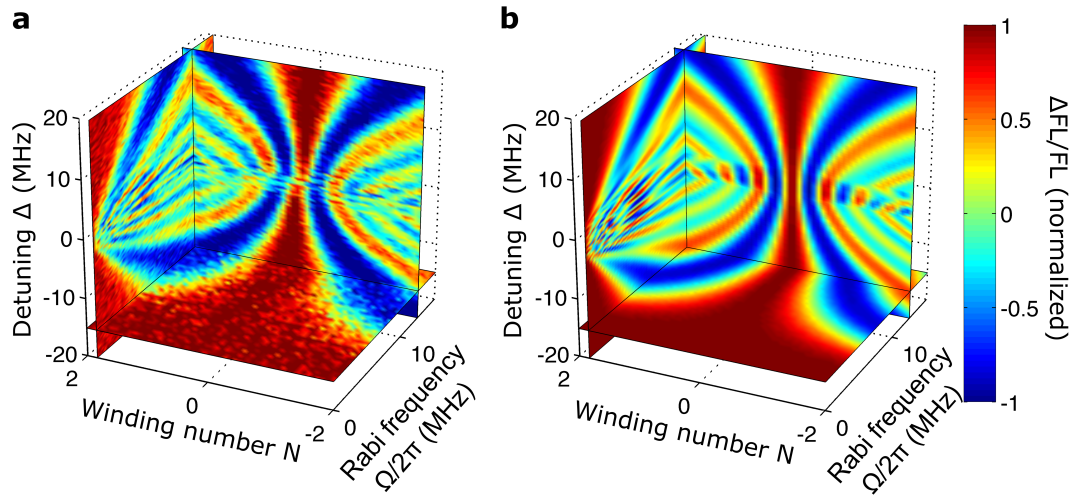 a
20
10
0
-10
-20
Detuning Δ (MHz)
2
0
-2
Winding number N
0
10
Rabi frequency
Ω/2π (MHz)
b
20
10
0
-10
-20
Detuning Δ (MHz)
2
0
-2
Winding number N
0
10
Rabi frequency
Ω/2π (MHz)
1
0.5
0
-0.5
-1
ΔFL/FL (normalized)